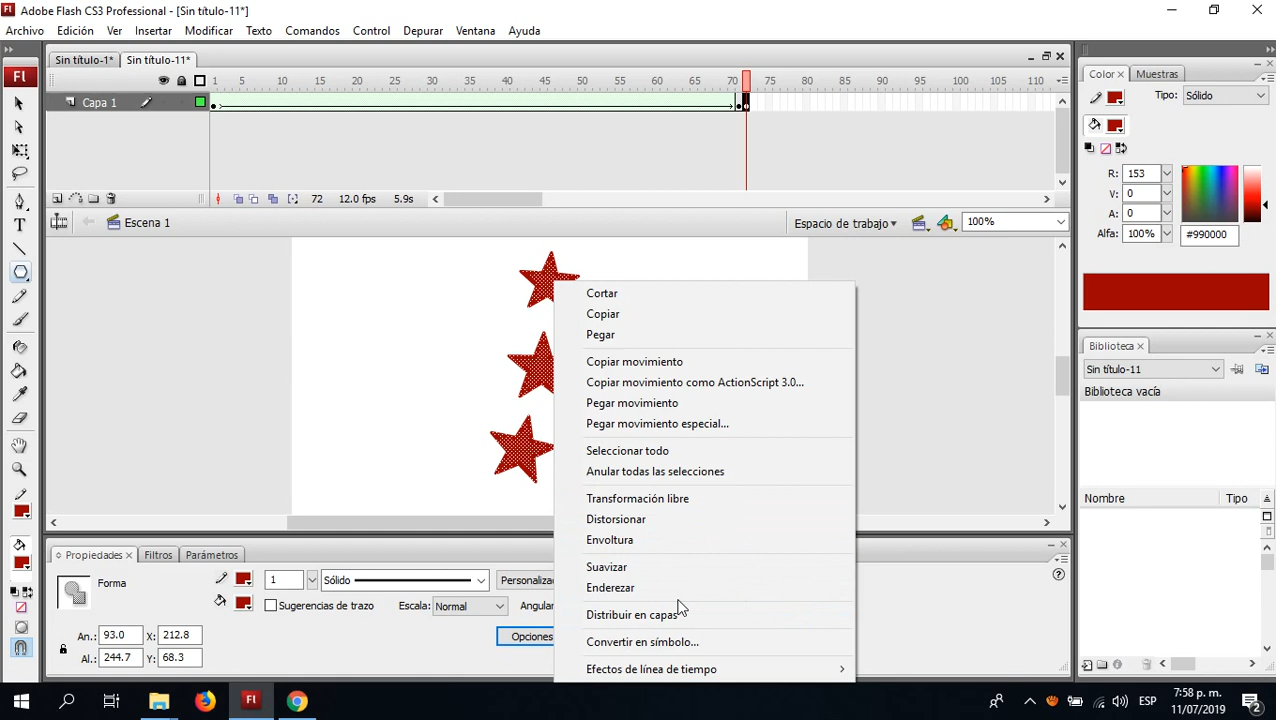 Adobe Flash CS3 Professional - [Sin título-11*]
Archivo Edición Ver Insertar Modificar Texto Comandos Control Depurar Ventana Ayuda
Sin título-1* Sin título-11*
1 5 10 15 20 25 30 35 40 45 50 55 60 65 70 75 80 85 90 95 100 105 110
Capa 1
72 12.0 fps 5.9s
Escena 1
Espacio de trabajo
100%
Fl
Color Muestras
Tipo: Sólido
R: 153
V: 0
A: 0
Alfa: 100% #990000
Biblioteca
Sin título-11
Biblioteca vacía
Nombre Tipo
Cortar
Copiar
Pegar
Copiar movimiento
Copiar movimiento como ActionScript 3.0...
Pegar movimiento
Pegar movimiento especial...
Seleccionar todo
Anular todas las selecciones
Transformación libre
Distorsionar
Envoltura
Suavizar
Enderezar
Distribuir en capas
Convertir en símbolo...
Efectos de línea de tiempo
Propiedades Filtros Parámetros
Forma
1 Sólido Personaliza
Sugerencias de trazo Escala: Normal Angular
Opciones
An.: 93.0 X: 212.8
Al.: 244.7 Y: 68.3
Fl
ESP
7:58 p. m.
11/07/2019
2